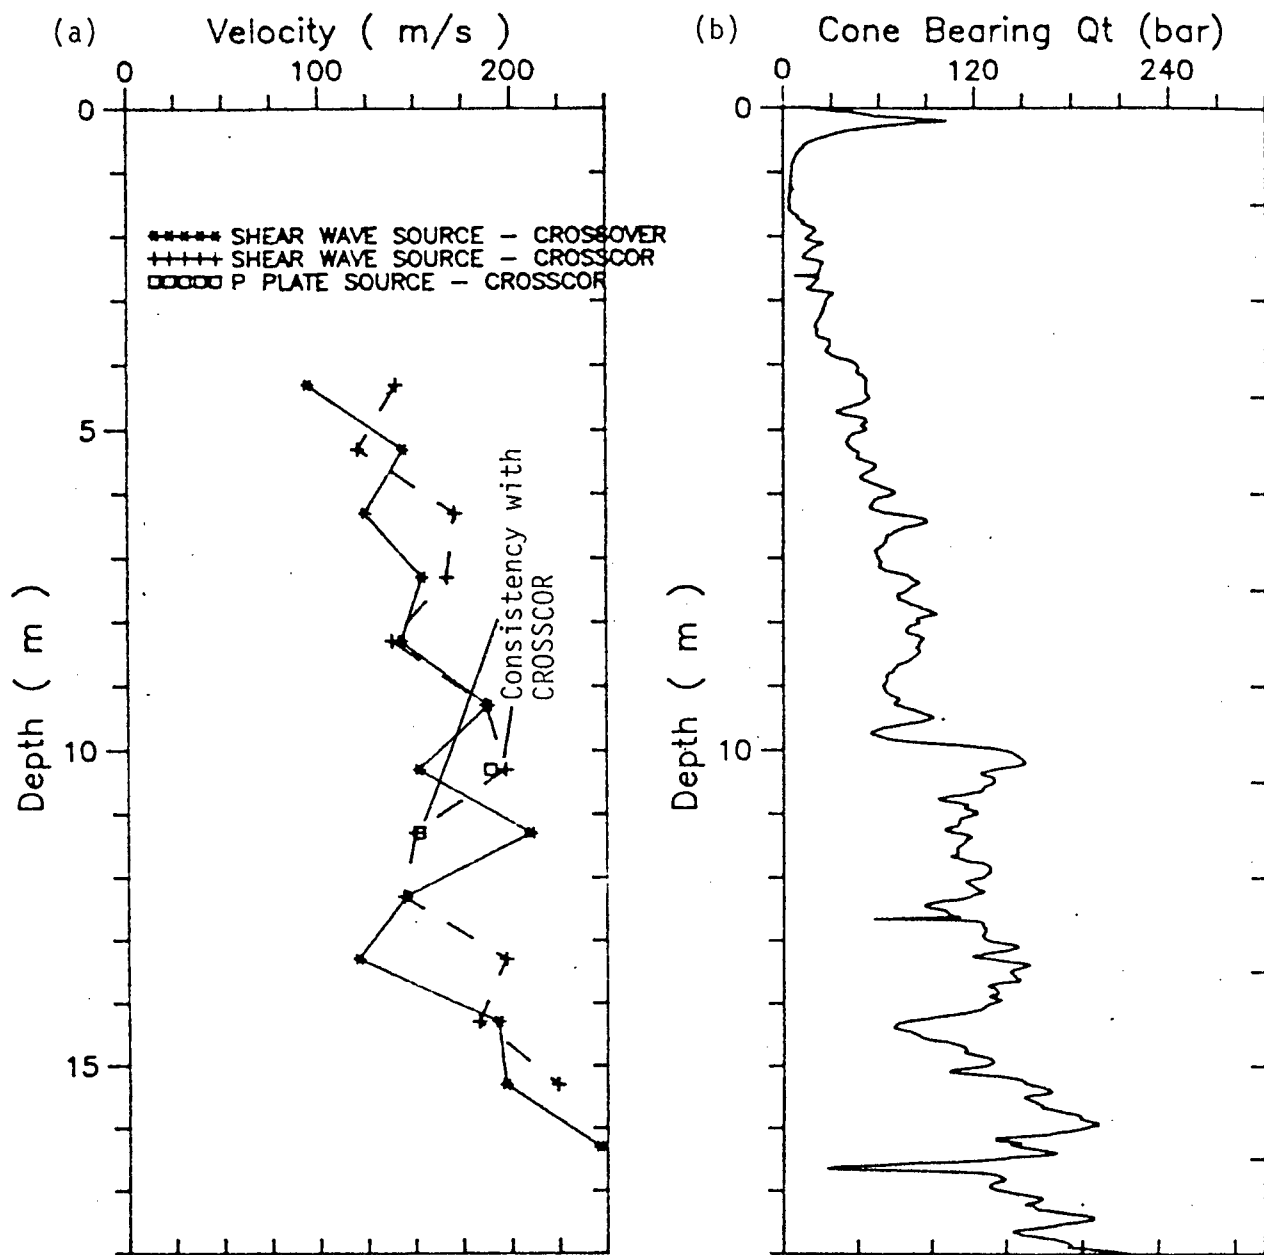 (a)
Velocity ( m/s )
0 100 200
0
5
10
15
Depth ( m )
SHEAR WAVE SOURCE – CROSSOVER
SHEAR WAVE SOURCE – CROSSCOR
P PLATE SOURCE – CROSSCOR
Consistency with
CROSSCOR
(b)
Cone Bearing Qt (bar)
0 120 240
0
10
Depth ( m )